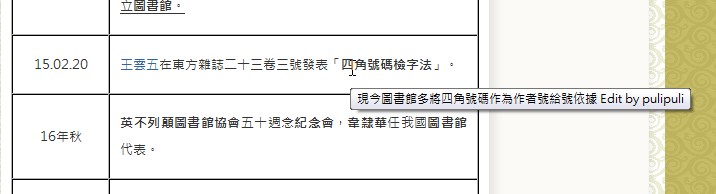 立圖書館。
15.02.20
王雲五在東方雜誌二十三卷三號發表「四角號碼檢字法」。
現今圖書館多將四角號碼作為作者號給號依據 Edit by pulipuli
16年秋
英不列顛圖書館協會五十週念紀念會，韋隸華任我國圖書館
代表。